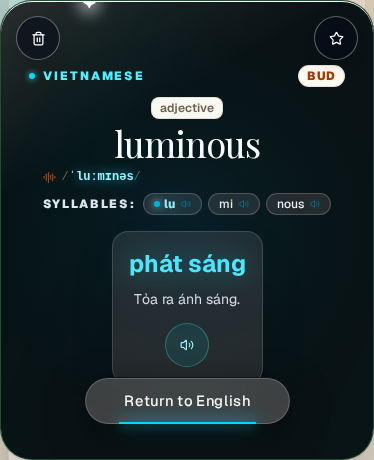 VIETNAMESE
BUD
adjective
luminous
/ˈluːmɪnəs/
SYLLABLES: lu mi nous
phát sáng
Tỏa ra ánh sáng.
Return to English